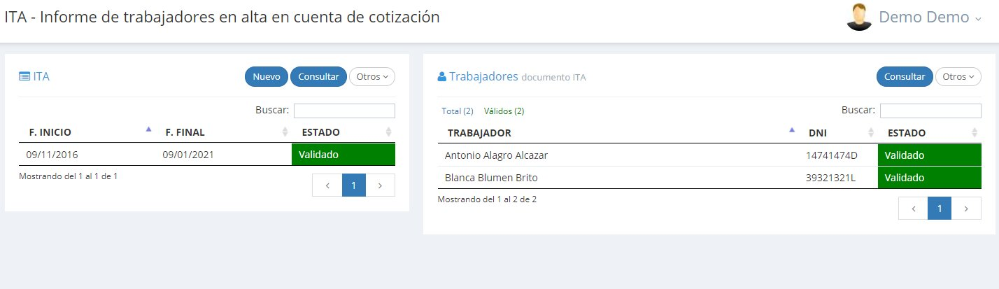 ITA - Informe de trabajadores en alta en cuenta de cotización
Demo Demo
ITA
Nuevo
Consultar
Otros
Buscar:
F. INICIO F. FINAL ESTADO
09/11/2016 09/01/2021 Validado
Mostrando del 1 al 1 de 1
1
Trabajadores documento ITA
Consultar
Otros
Total (2) Válidos (2)
Buscar:
TRABAJADOR DNI ESTADO
Antonio Alagro Alcazar 14741474D Validado
Blanca Blumen Brito 39321321L Validado
Mostrando del 1 al 2 de 2
1